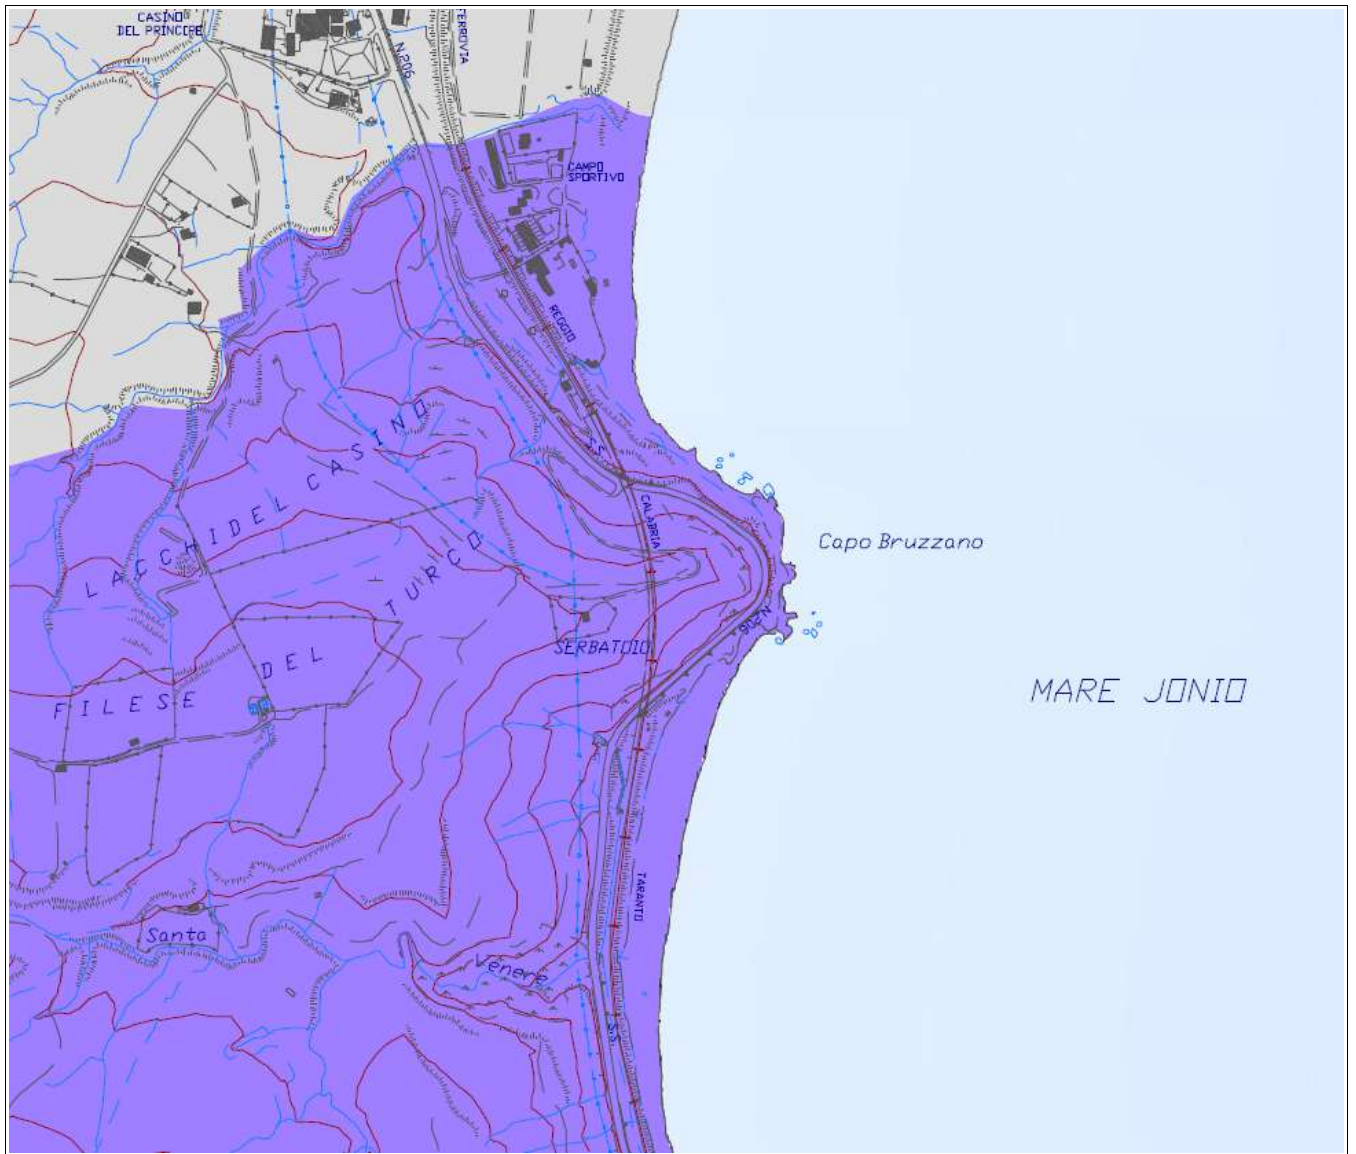 CASINO
DEL PRINCIPE
N.206
FERROVIA
CAMPO
SPORTIVO
REGGIO
LACCHI DEL CASINO
S.S.
CALABRIA
Capo Bruzzano
TURCO
N.206
SERBATOIO
DEL
FILESE
MARE JONIO
TARANTO
Santa
Venere
S.S.